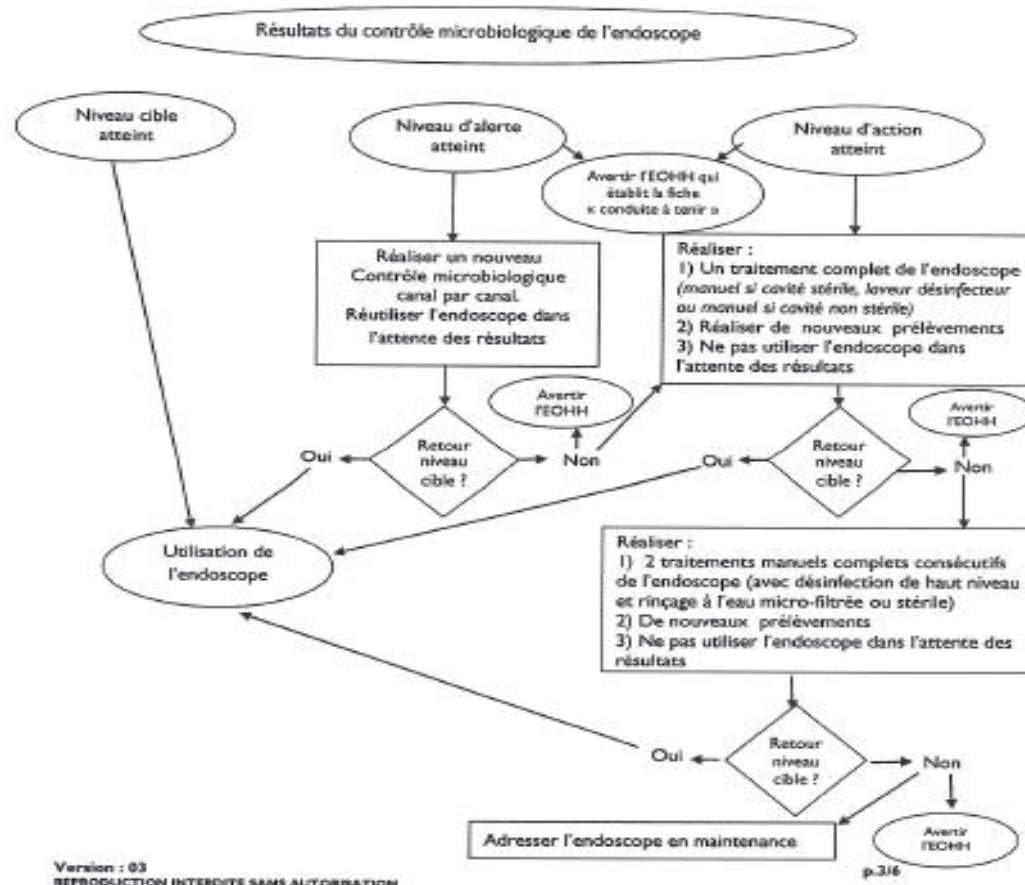 Résultats du contrôle microbiologique de l'endoscope
Niveau cible
atteint
Niveau d'alerte
atteint
Niveau d'action
atteint
Avertir l'EOHH qui
établit la fiche
« conduite à tenir »
Réaliser un nouveau
Contrôle microbiologique
canal par canal.
Réutiliser l'endoscope dans
l'attente des résultats
Réaliser :
1) Un traitement complet de l'endoscope
(manuel si cavité stérile, laveur désinfecteur
ou manuel si cavité non stérile)
2) Réaliser de nouveaux prélèvements
3) Ne pas utiliser l'endoscope dans
l'attente des résultats
Avertir
l'EOHH
Avertir
l'EOHH
Oui
Retour
niveau
cible ?
Non
Oui
Retour
niveau
cible ?
Non
Utilisation de
l'endoscope
Réaliser :
1) 2 traitements manuels complets consécutifs
de l'endoscope (avec désinfection de haut niveau
et rinçage à l'eau micro-filtrée ou stérile)
2) De nouveaux prélèvements
3) Ne pas utiliser l'endoscope dans l'attente des
résultats
Oui
Retour
niveau
cible ?
Non
Adresser l'endoscope en maintenance
Avertir
l'EOHH
Version : 03
REPRODUCTION INTERDITE SANS AUTORISATION
p.3/6